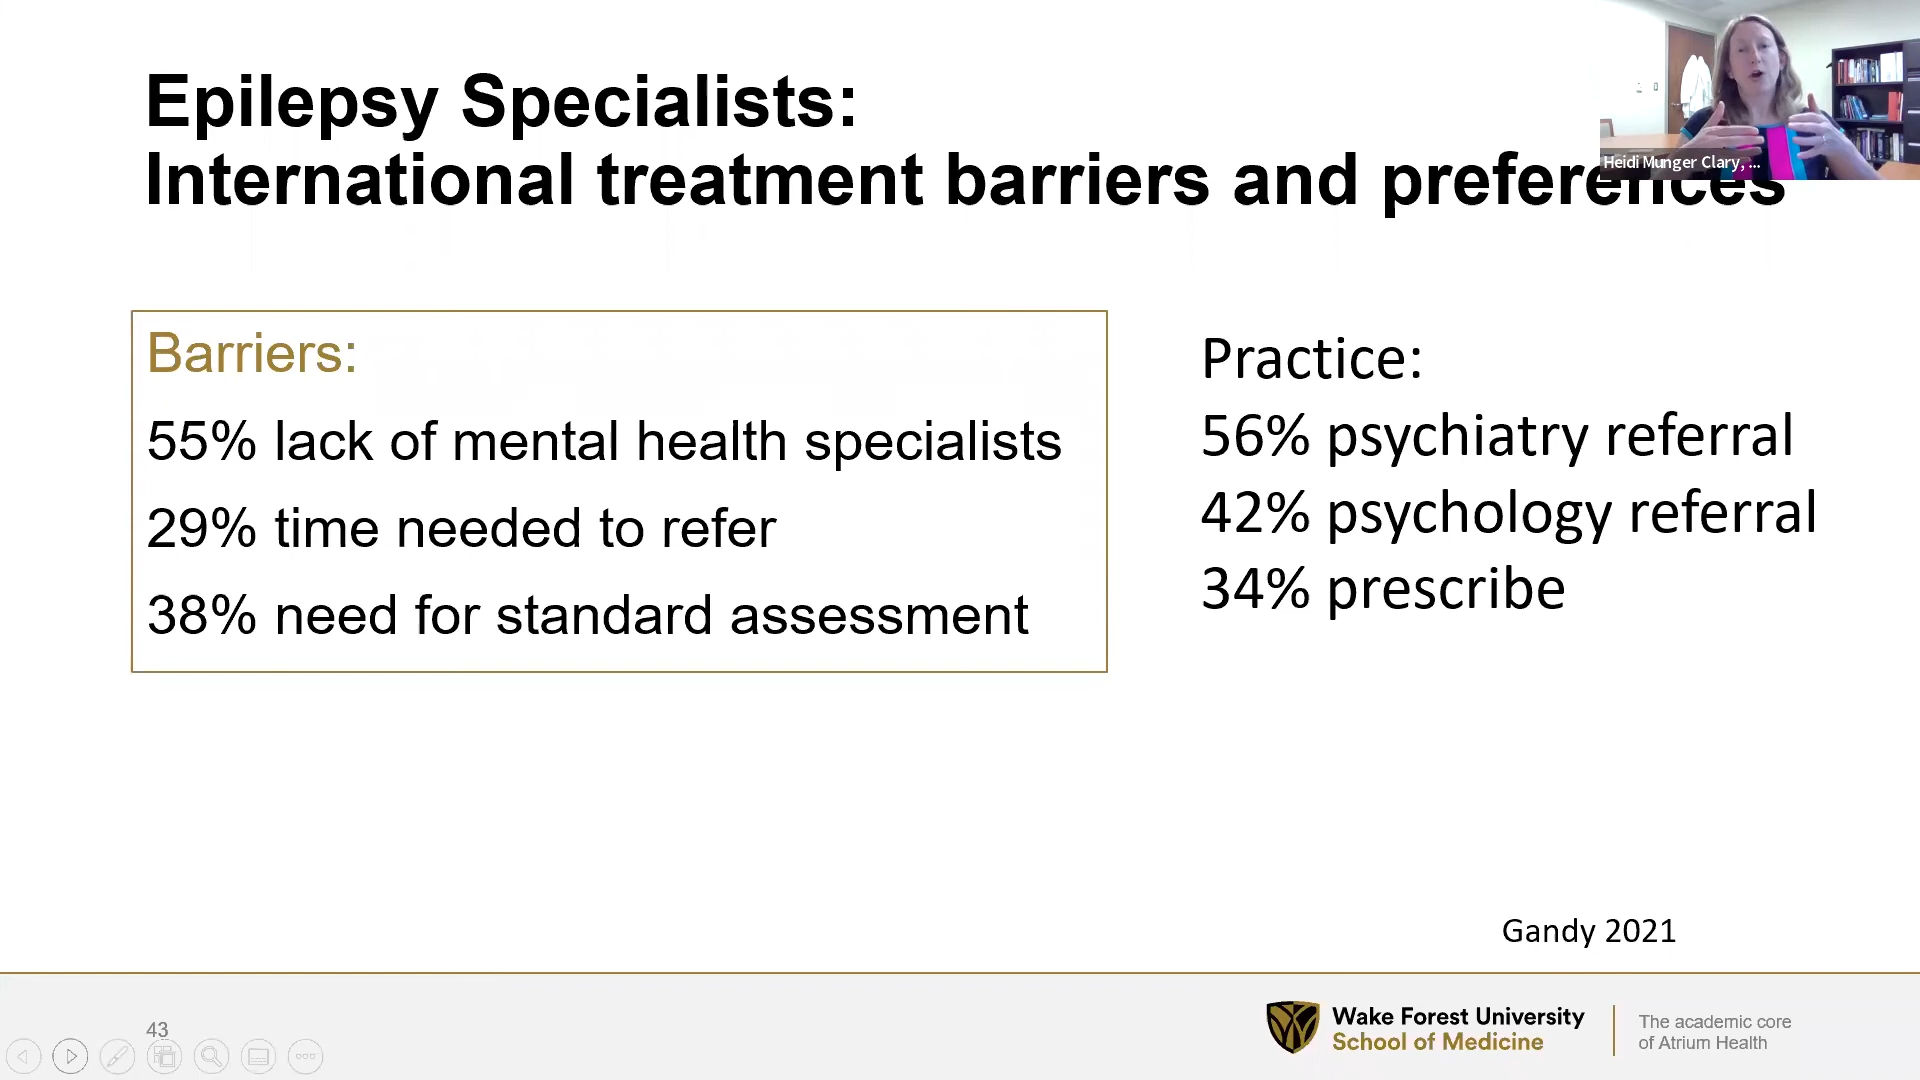 Epilepsy Specialists:
International treatment barriers and preferences
Heidi Munger Clary, ...
Barriers:
55% lack of mental health specialists
29% time needed to refer
38% need for standard assessment
Practice:
56% psychiatry referral
42% psychology referral
34% prescribe
Gandy 2021
43
Wake Forest University
School of Medicine
The academic core
of Atrium Health